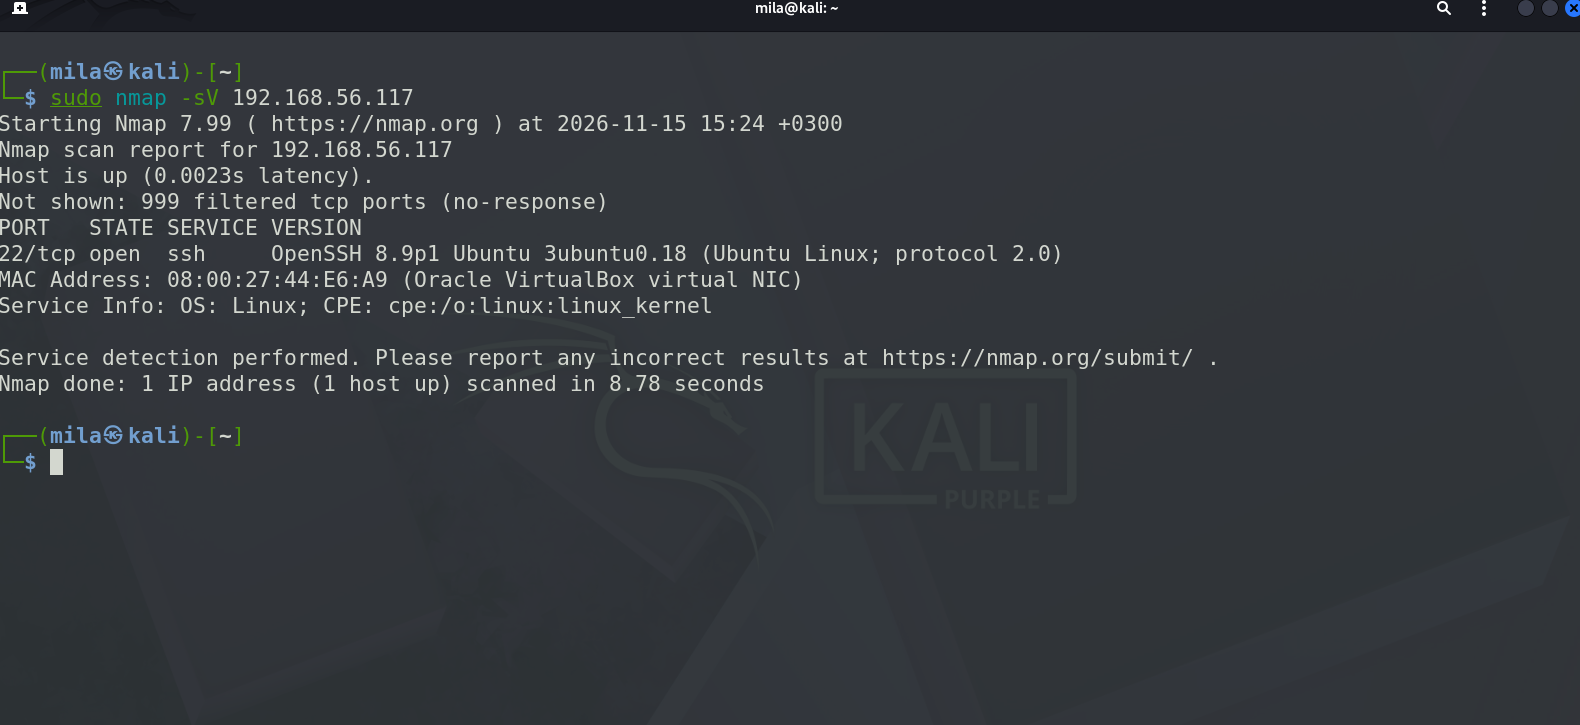 mila@kali: ~
(mila㉿kali)-[~]
$ sudo nmap -sV 192.168.56.117
Starting Nmap 7.99 ( https://nmap.org ) at 2026-11-15 15:24 +0300
Nmap scan report for 192.168.56.117
Host is up (0.0023s latency).
Not shown: 999 filtered tcp ports (no-response)
PORT   STATE SERVICE VERSION
22/tcp open  ssh     OpenSSH 8.9p1 Ubuntu 3ubuntu0.18 (Ubuntu Linux; protocol 2.0)
MAC Address: 08:00:27:44:E6:A9 (Oracle VirtualBox virtual NIC)
Service Info: OS: Linux; CPE: cpe:/o:linux:linux_kernel
Service detection performed. Please report any incorrect results at https://nmap.org/submit/ .
Nmap done: 1 IP address (1 host up) scanned in 8.78 seconds
(mila㉿kali)-[~]
$
KALI
PURPLE